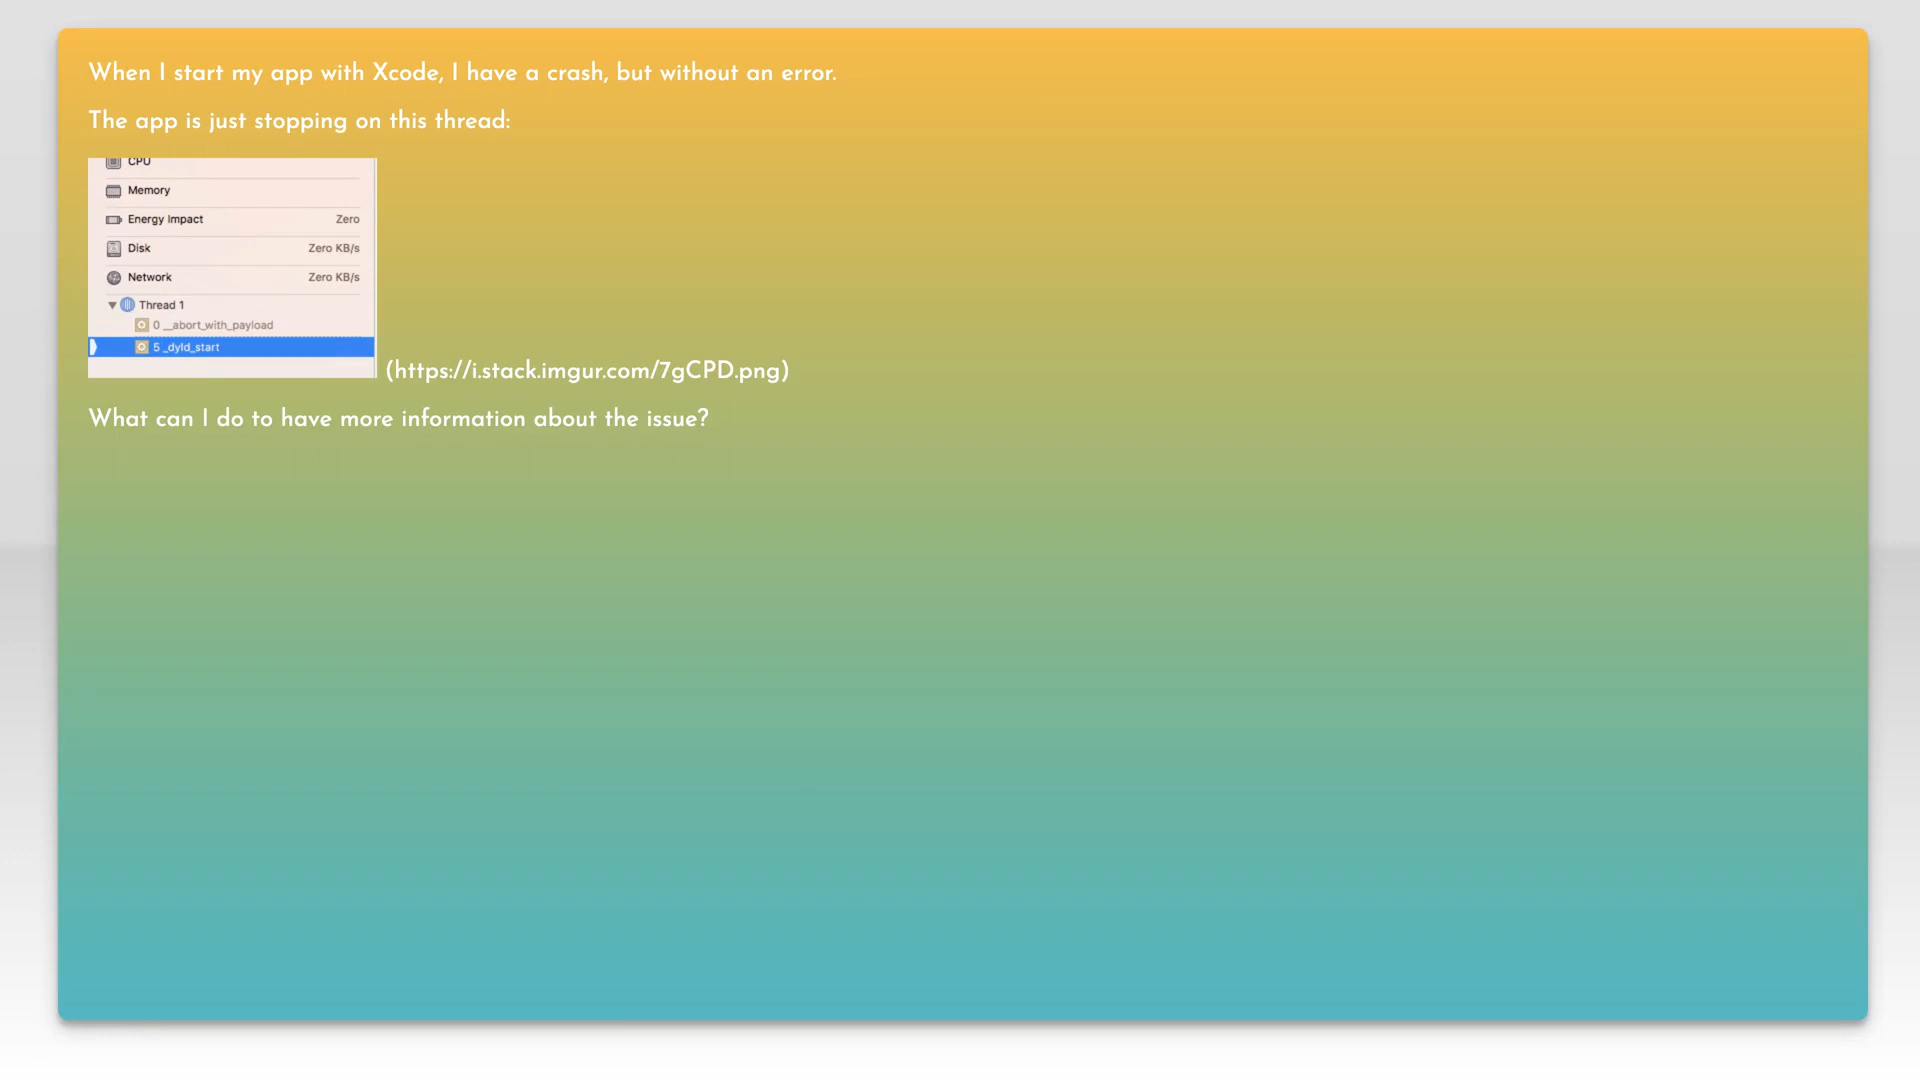 When I start my app with Xcode, I have a crash, but without an error.
The app is just stopping on this thread:
CPU
Memory
Energy Impact Zero
Disk Zero KB/s
Network Zero KB/s
Thread 1
0 __abort_with_payload
5 _dyld_start
(https://i.stack.imgur.com/7gCPD.png)
What can I do to have more information about the issue?